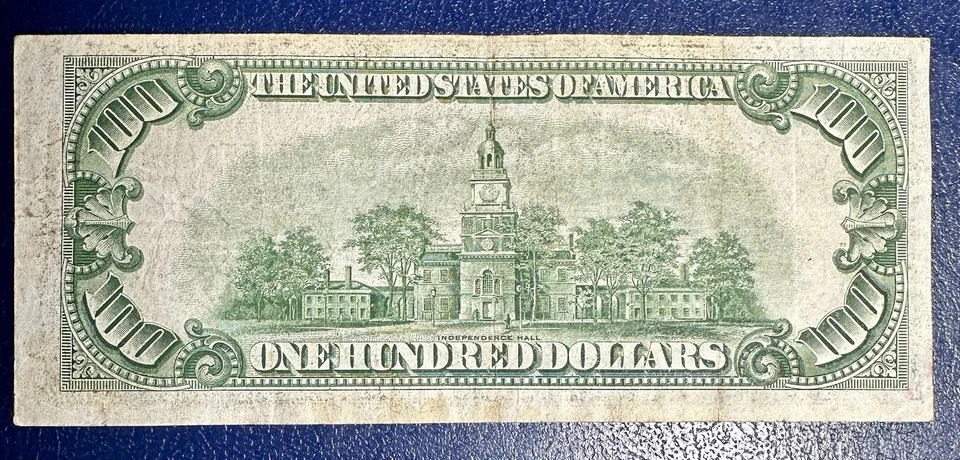 THE UNITED STATES OF AMERICA
100 100
100 100
INDEPENDENCE HALL
ONE HUNDRED DOLLARS